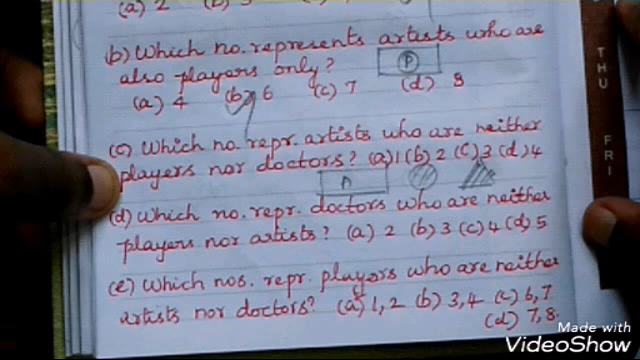 (a) 2
(b) Which no. represents artists who are
also players only?
P
(a) 4 (b) 6 (c) 7 (d) 8
(c) Which no. repr. artists who are neither
players nor doctors? (a) 1 (b) 2 (c) 3 (d) 4
A
(d) Which no. repr. doctors who are neither
players nor artists? (a) 2 (b) 3 (c) 4 (d) 5
(e) Which nos. repr. players who are neither
artists nor doctors? (a) 1, 2 (b) 3, 4 (c) 6, 7
(d) 7, 8.
THU
FRI
Made with
VideoShow